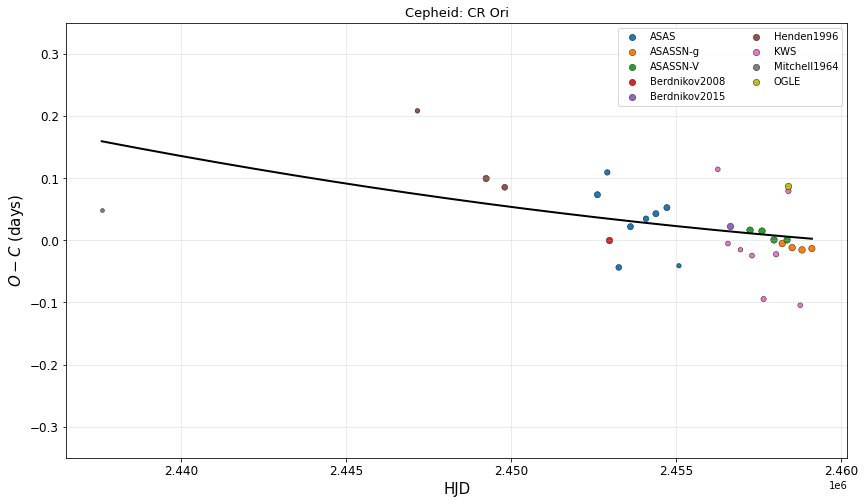 Cepheid: CR Ori
ASAS
ASASSN-g
ASASSN-V
Berdnikov2008
Berdnikov2015
Henden1996
KWS
Mitchell1964
OGLE
O − C (days)
0.3
0.2
0.1
0.0
−0.1
−0.2
−0.3
2.440 2.445 2.450 2.455 2.460
1e6
HJD